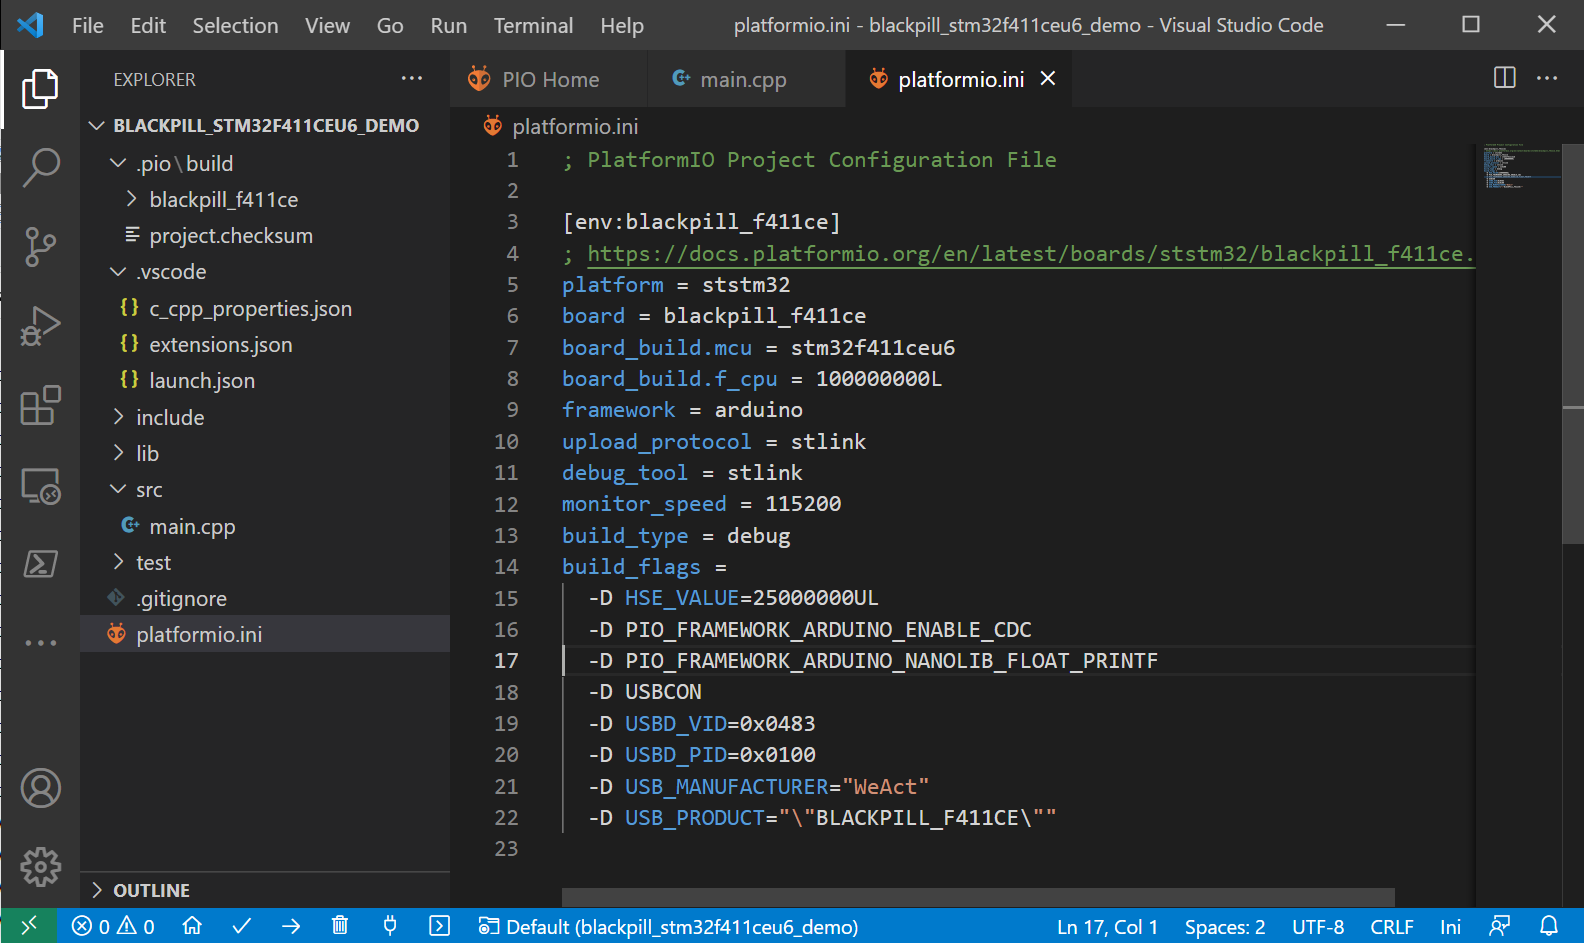 File Edit Selection View Go Run Terminal Help platformio.ini - blackpill_stm32f411ceu6_demo - Visual Studio Code
EXPLORER
BLACKPILL_STM32F411CEU6_DEMO
.pio\build
blackpill_f411ce
project.checksum
.vscode
{} c_cpp_properties.json
{} extensions.json
{} launch.json
include
lib
src
main.cpp
test
.gitignore
platformio.ini
OUTLINE
PIO Home main.cpp platformio.ini
platformio.ini
1 ; PlatformIO Project Configuration File
2
3 [env:blackpill_f411ce]
4 ; https://docs.platformio.org/en/latest/boards/ststm32/blackpill_f411ce.
5 platform = ststm32
6 board = blackpill_f411ce
7 board_build.mcu = stm32f411ceu6
8 board_build.f_cpu = 100000000L
9 framework = arduino
10 upload_protocol = stlink
11 debug_tool = stlink
12 monitor_speed = 115200
13 build_type = debug
14 build_flags =
15 -D HSE_VALUE=25000000UL
16 -D PIO_FRAMEWORK_ARDUINO_ENABLE_CDC
17 -D PIO_FRAMEWORK_ARDUINO_NANOLIB_FLOAT_PRINTF
18 -D USBCON
19 -D USBD_VID=0x0483
20 -D USBD_PID=0x0100
21 -D USB_MANUFACTURER="WeAct"
22 -D USB_PRODUCT="\"BLACKPILL_F411CE\""
23
0 0 Default (blackpill_stm32f411ceu6_demo) Ln 17, Col 1 Spaces: 2 UTF-8 CRLF Ini